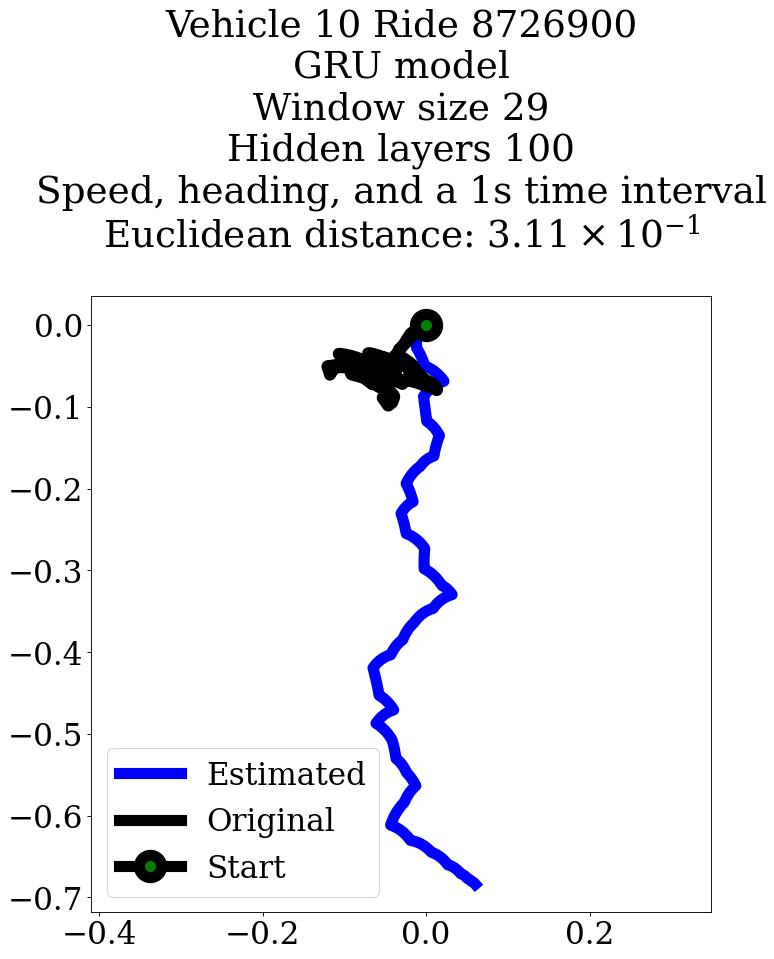 Vehicle 10 Ride 8726900
GRU model
Window size 29
Hidden layers 100
Speed, heading, and a 1s time interval
Euclidean distance: 3.11 × 10⁻¹
0.0
−0.1
−0.2
−0.3
−0.4
−0.5
−0.6
−0.7
Estimated
Original
Start
−0.4 −0.2 0.0 0.2